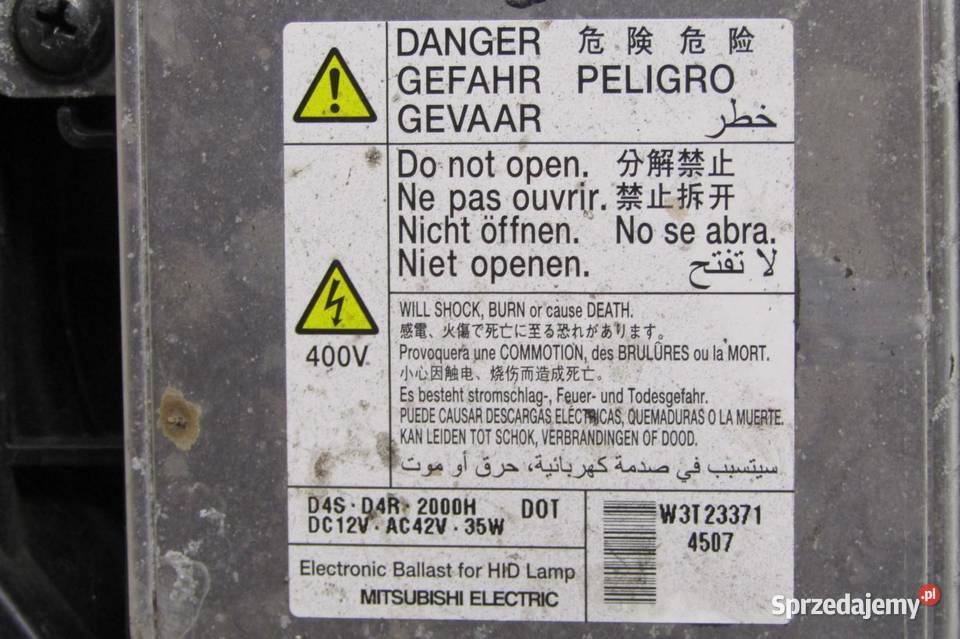 DANGER 危険危险
GEFAHR PELIGRO
GEVAAR خطر
Do not open. 分解禁止
Ne pas ouvrir. 禁止拆开
Nicht öffnen. No se abra.
Niet openen. لا تفتح
400V
WILL SHOCK, BURN or cause DEATH.
感電、火傷で死亡に至る恐れがあります。
Provoquera une COMMOTION, des BRULÛRES ou la MORT.
小心因触电、烧伤而造成死亡。
Es besteht stromschlag-, Feuer- und Todesgefahr.
PUEDE CAUSAR DESCARGAS ELÉCTRICAS, QUEMADURAS O LA MUERTE.
KAN LEIDEN TOT SCHOK, VERBRANDINGEN OF DOOD.
سيتسبب في صدمة كهربائية، حرق أو موت
D4S · D4R · 2000H DOT
DC12V · AC42V · 35W
Electronic Ballast for HID Lamp
MITSUBISHI ELECTRIC
W3T23371
4507
Sprzedajemy.pl